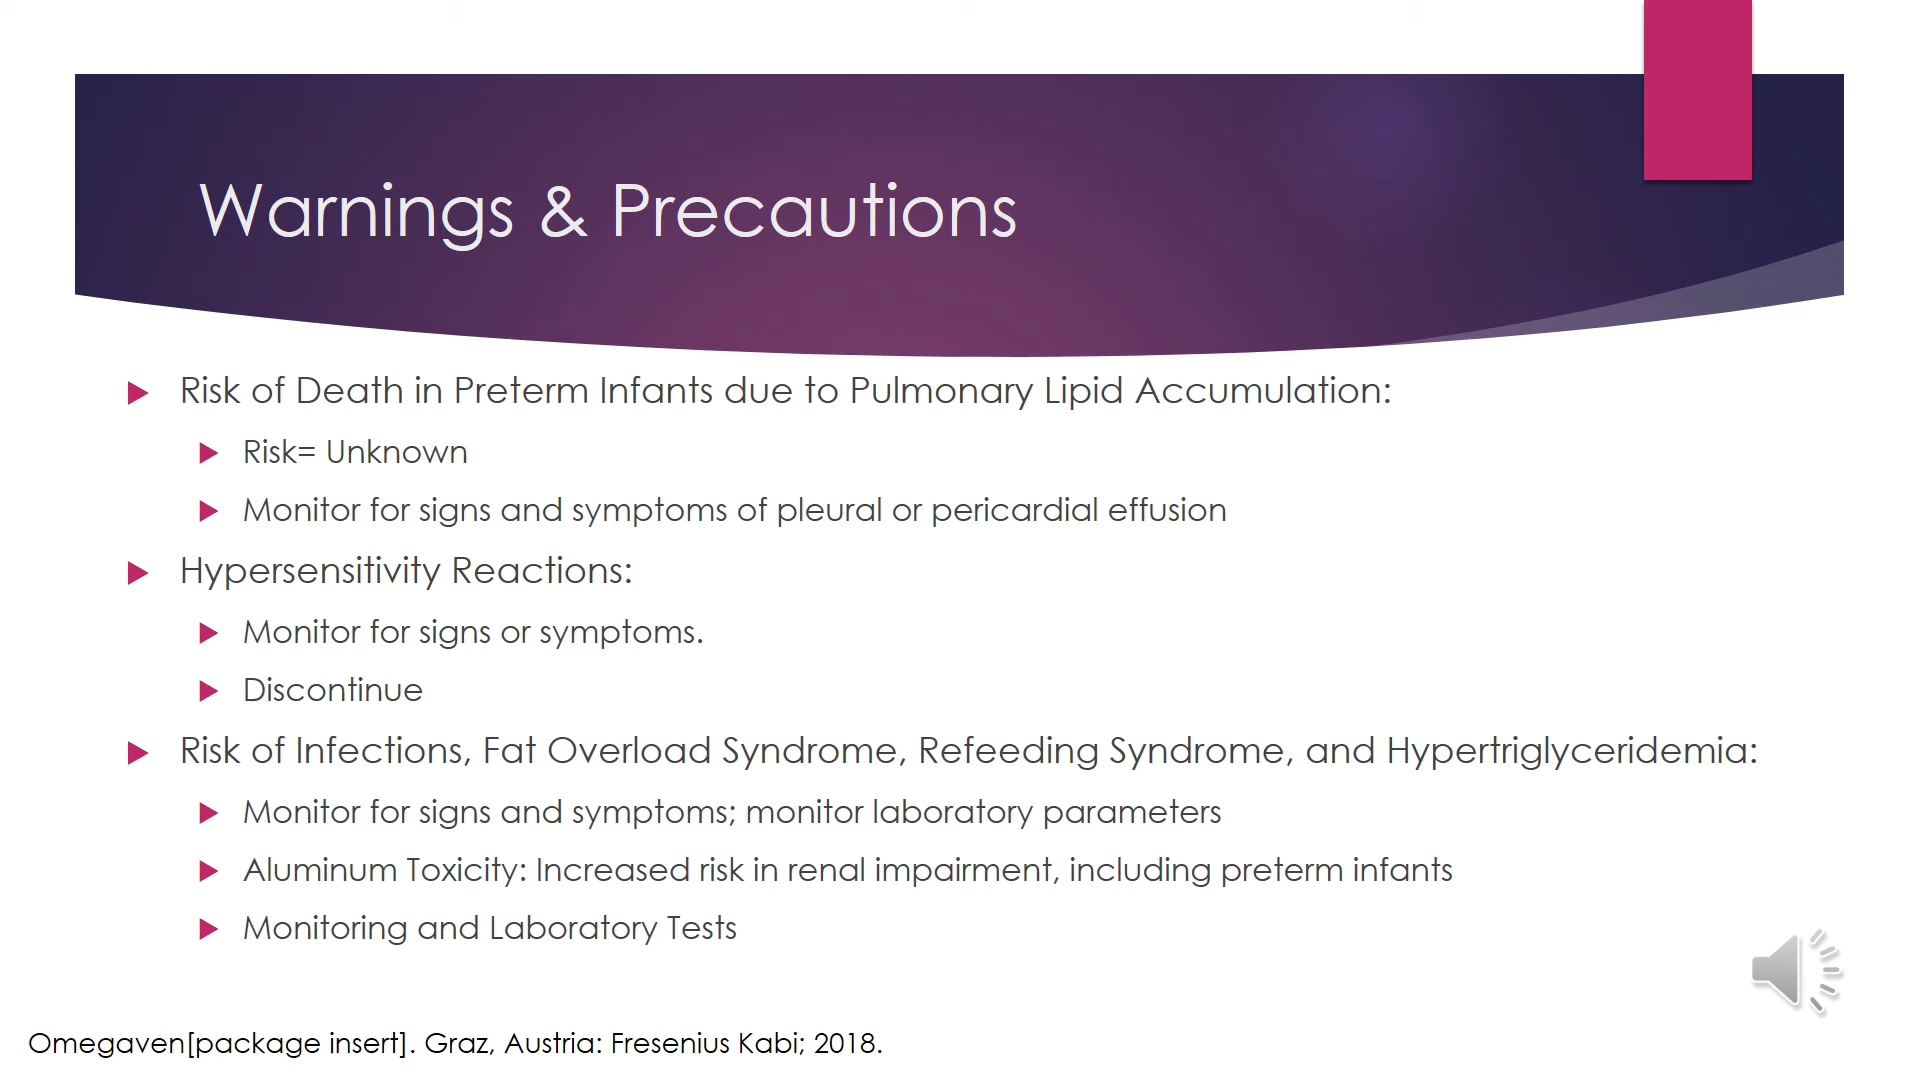 Warnings & Precautions
Risk of Death in Preterm Infants due to Pulmonary Lipid Accumulation:
Risk= Unknown
Monitor for signs and symptoms of pleural or pericardial effusion
Hypersensitivity Reactions:
Monitor for signs or symptoms.
Discontinue
Risk of Infections, Fat Overload Syndrome, Refeeding Syndrome, and Hypertriglyceridemia:
Monitor for signs and symptoms; monitor laboratory parameters
Aluminum Toxicity: Increased risk in renal impairment, including preterm infants
Monitoring and Laboratory Tests
Omegaven[package insert]. Graz, Austria: Fresenius Kabi; 2018.